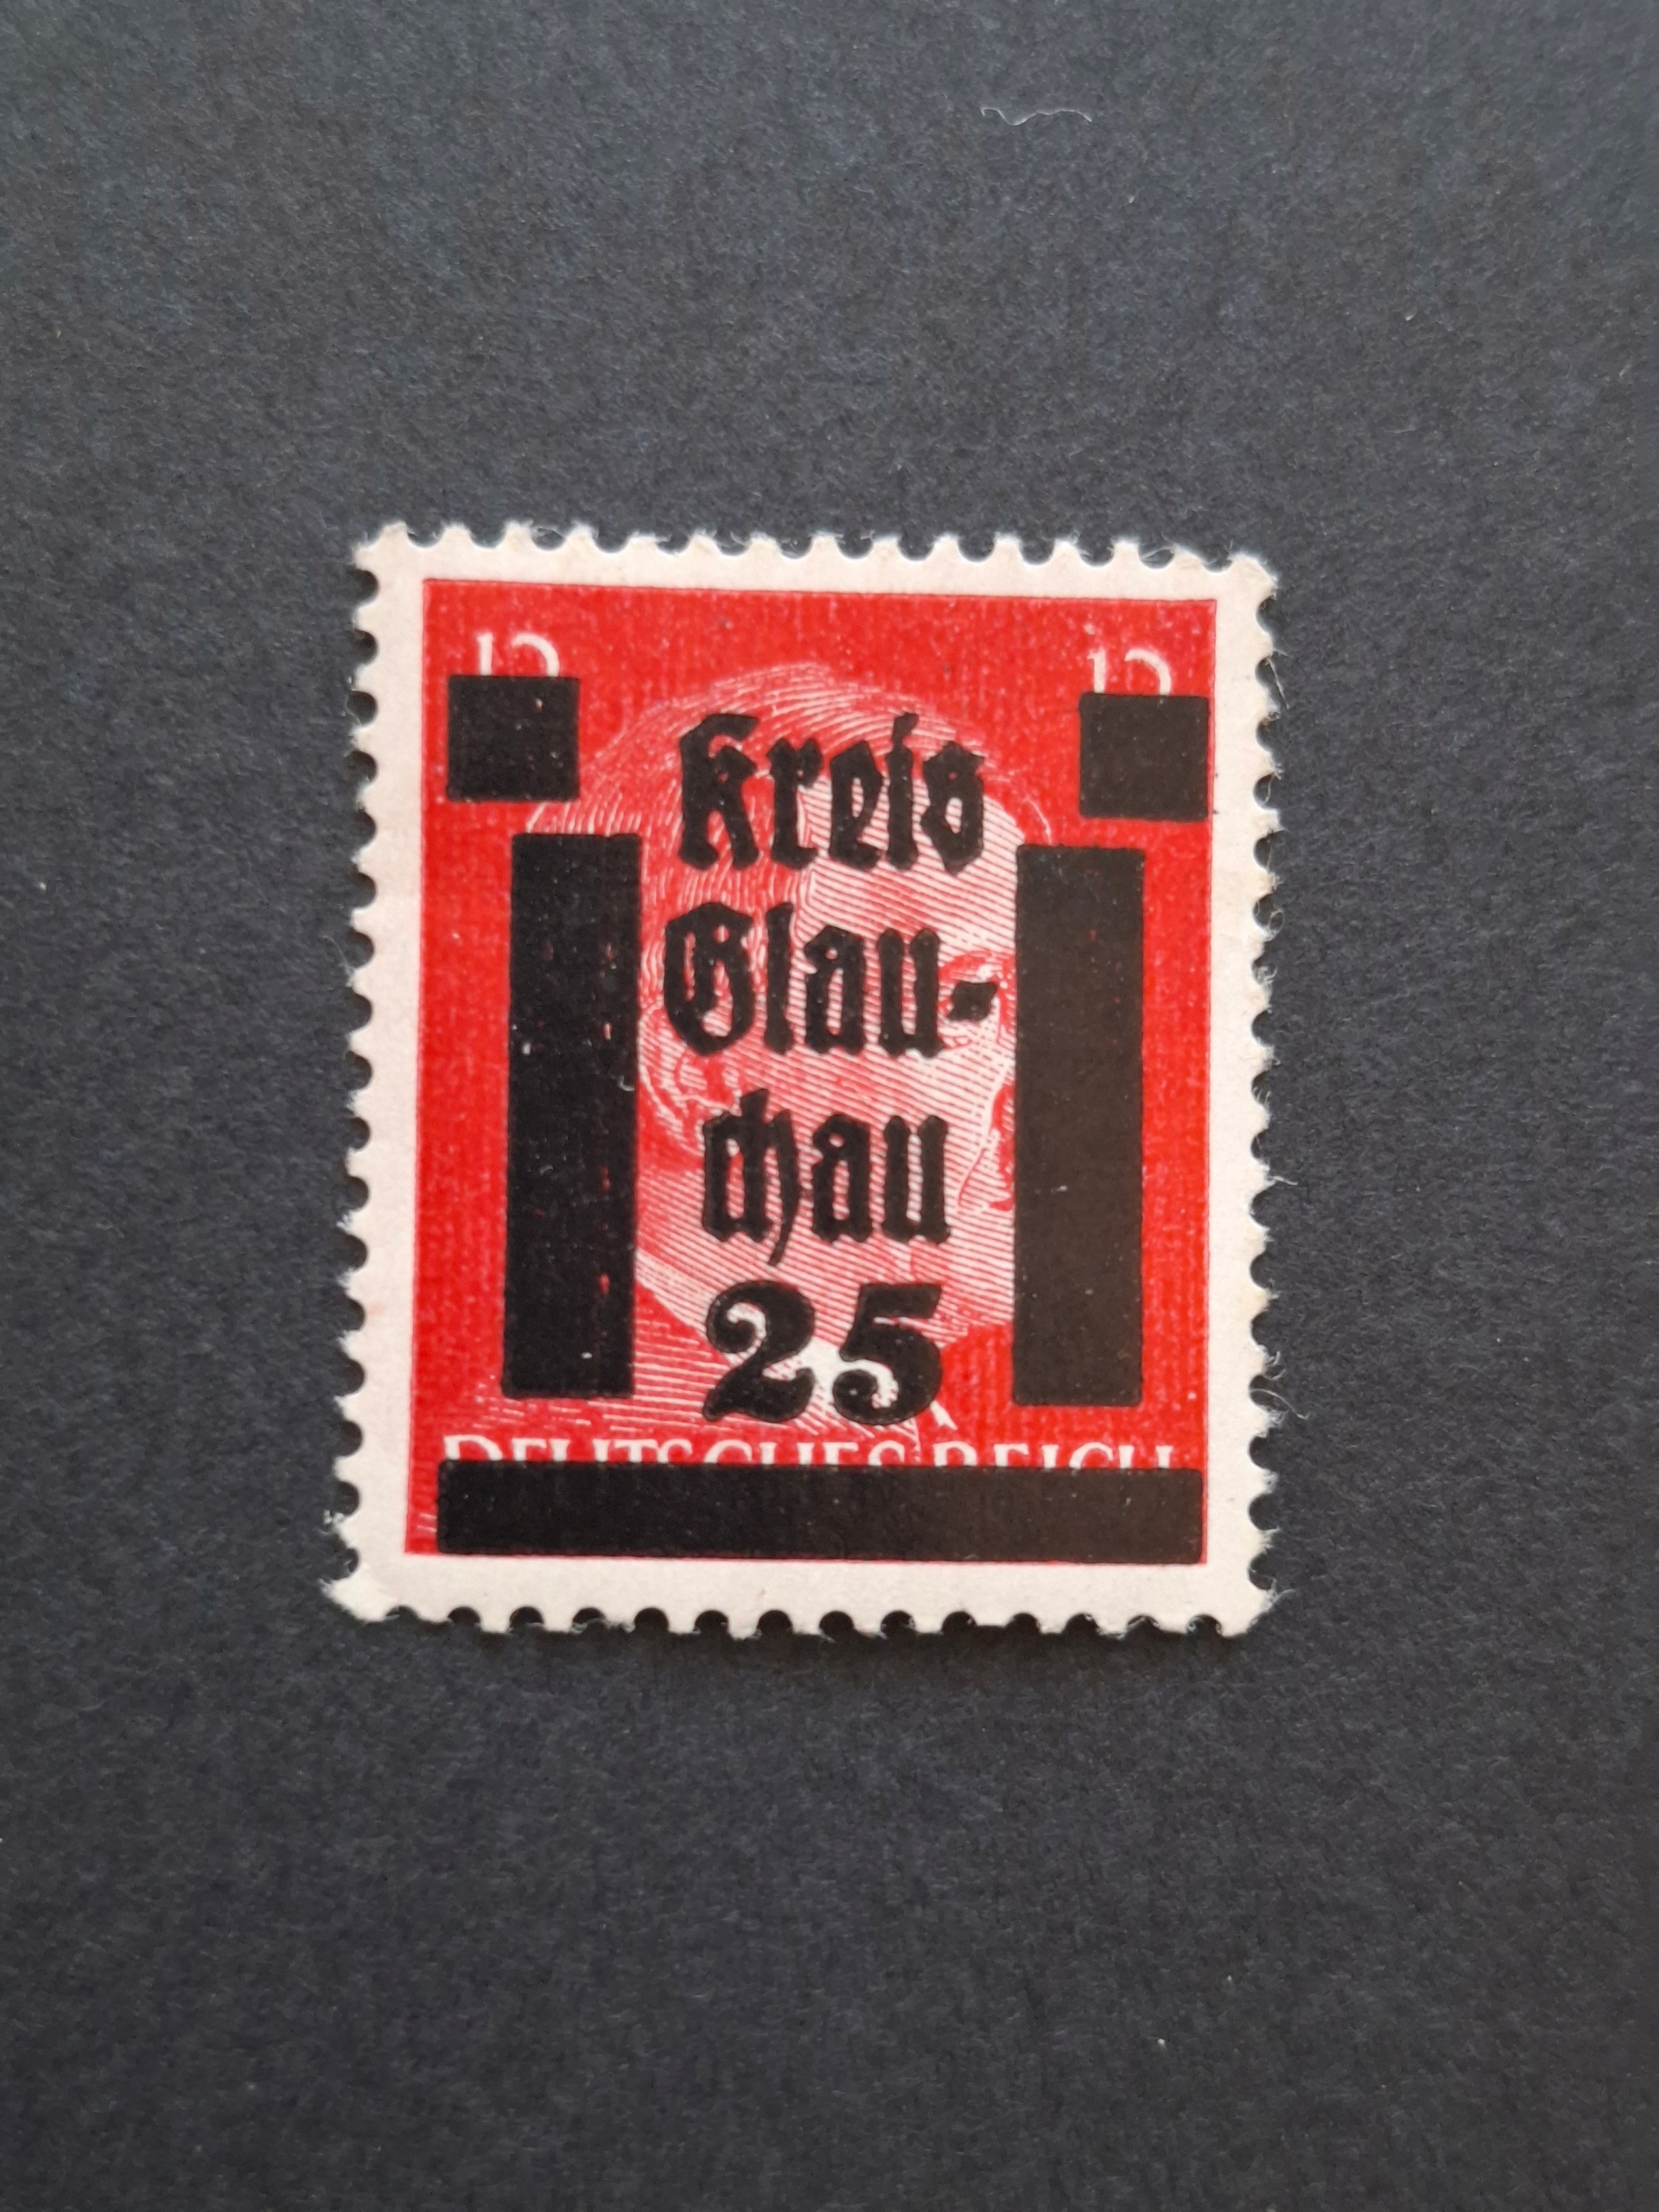 12 12
Kreis
Glau-
chau
25
DEUTSCHES REICH